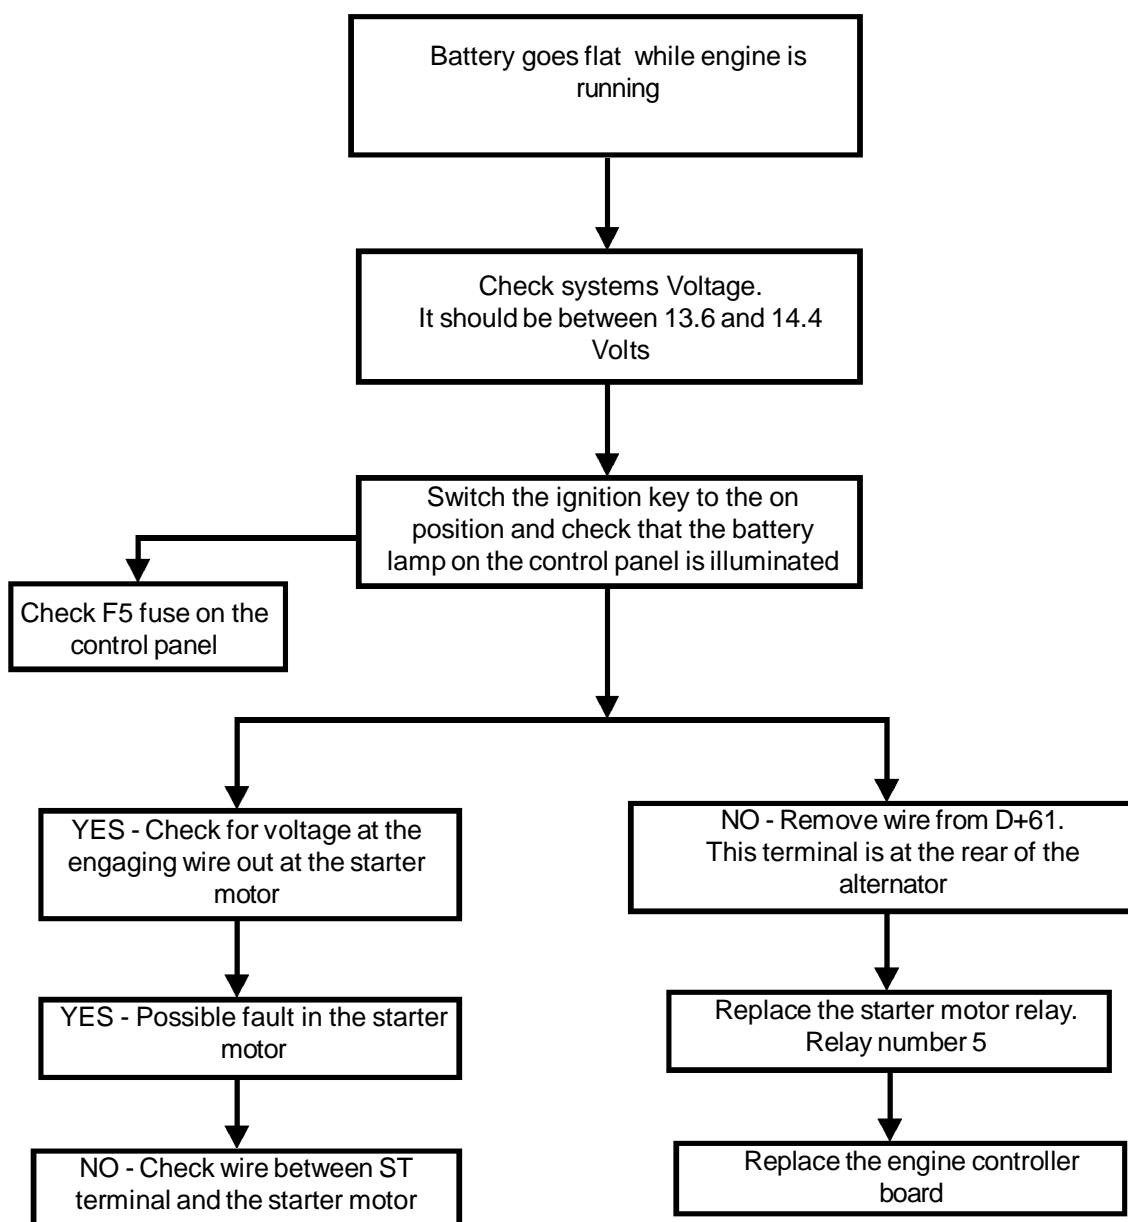 Battery goes flat while engine is
running
Check systems Voltage.
It should be between 13.6 and 14.4
Volts
Switch the ignition key to the on
position and check that the battery
lamp on the control panel is illuminated
Check F5 fuse on the
control panel
YES - Check for voltage at the
engaging wire out at the starter
motor
NO - Remove wire from D+61.
This terminal is at the rear of the
alternator
YES - Possible fault in the starter
motor
Replace the starter motor relay.
Relay number 5
NO - Check wire between ST
terminal and the starter motor
Replace the engine controller
board